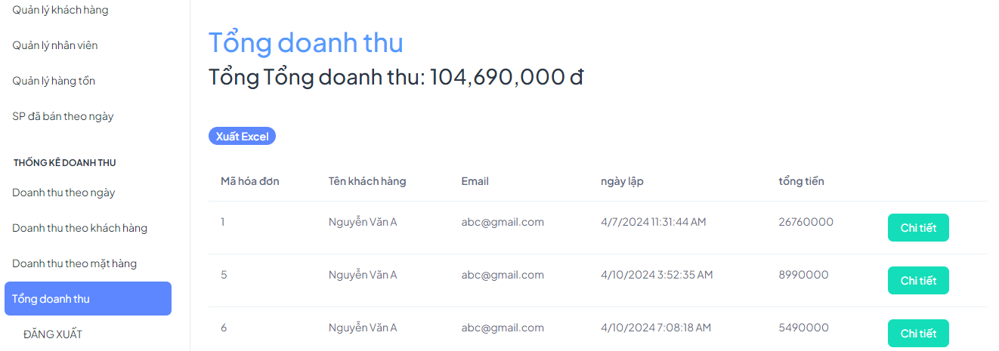 Quản lý khách hàng
Quản lý nhân viên
Quản lý hàng tồn
SP đã bán theo ngày
THỐNG KÊ DOANH THU
Doanh thu theo ngày
Doanh thu theo khách hàng
Doanh thu theo mặt hàng
Tổng doanh thu
ĐĂNG XUẤT
Tổng doanh thu
Tổng Tổng doanh thu: 104,690,000 đ
Xuất Excel
Mã hóa đơn Tên khách hàng Email ngày lập tổng tiền
1 Nguyễn Văn A abc@gmail.com 4/7/2024 11:31:44 AM 26760000 Chi tiết
5 Nguyễn Văn A abc@gmail.com 4/10/2024 3:52:35 AM 8990000 Chi tiết
6 Nguyễn Văn A abc@gmail.com 4/10/2024 7:08:18 AM 5490000 Chi tiết